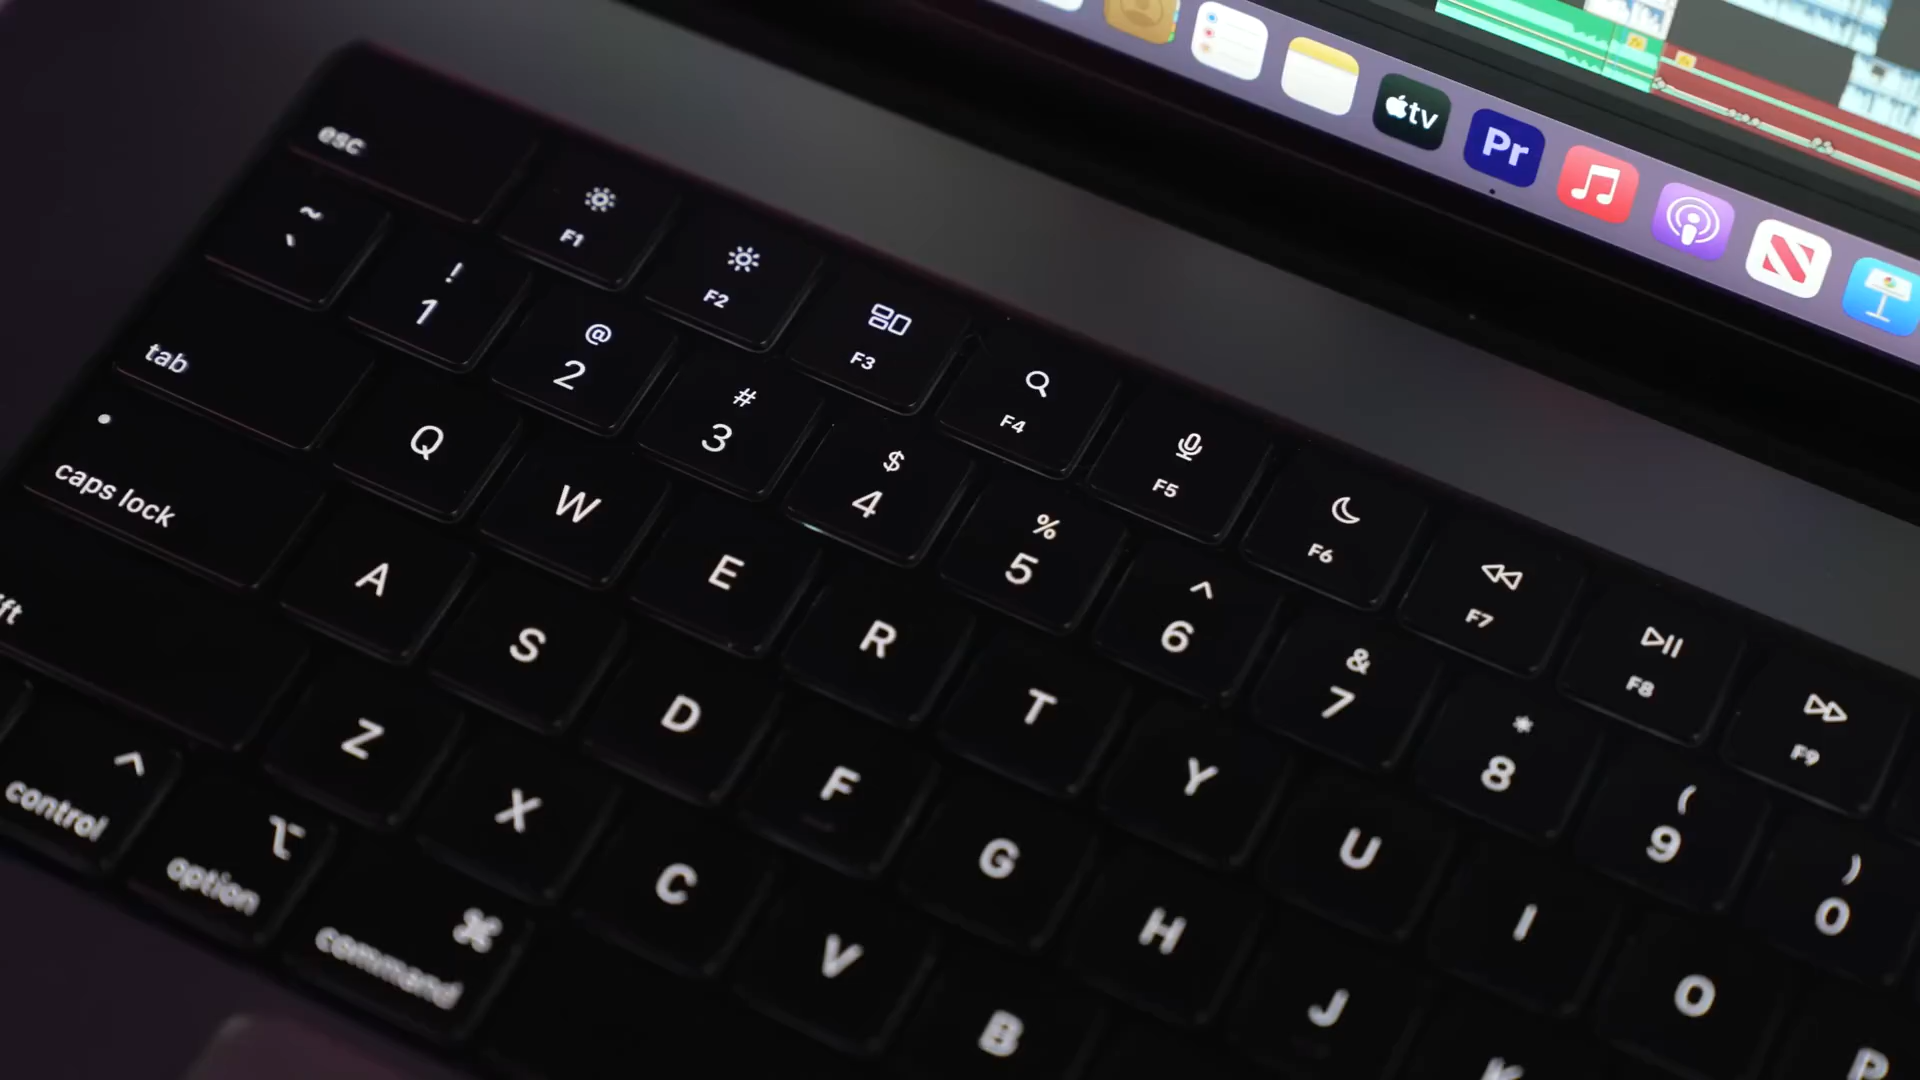 tv
Pr
esc
F1
F2
F3
F4
F5
F6
F7
F8
F9
~
`
!
1
@
2
#
3
$
4
%
5
^
6
&
7
*
8
(
9
)
0
tab
Q
W
E
R
T
Y
U
I
O
P
caps lock
A
S
D
F
G
H
J
K
Z
X
C
V
B
^
control
⌥
option
⌘
command